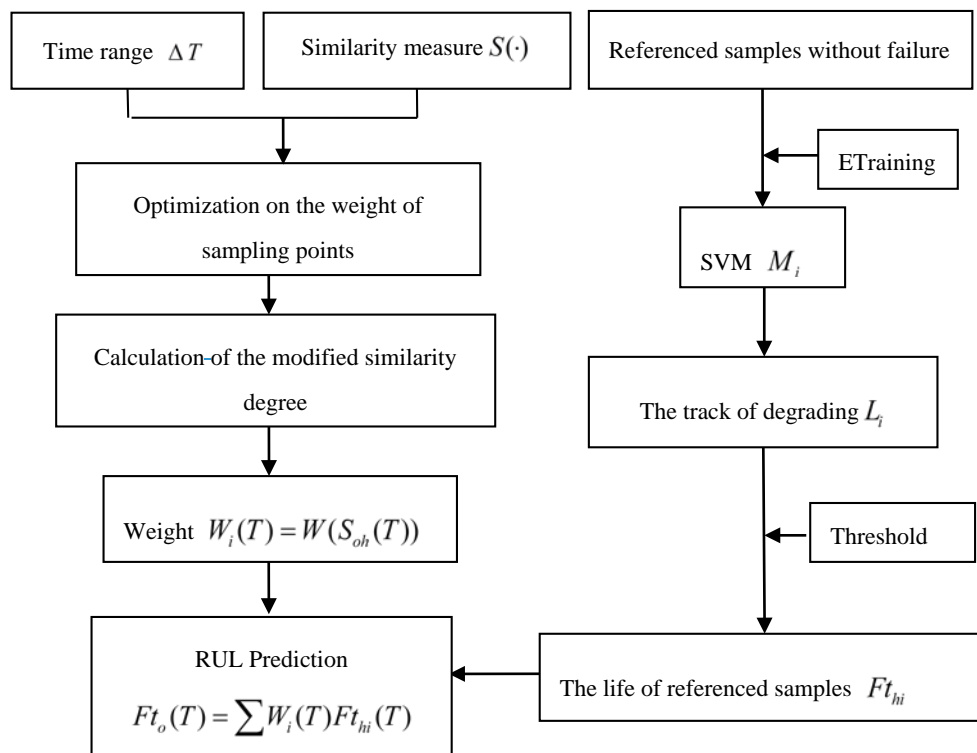 Time range ΔT
Similarity measure S(·)
Referenced samples without failure
ETraining
Optimization on the weight of
sampling points
SVM M_i
Calculation-of the modified similarity
degree
The track of degrading L_i
Weight W_i(T) = W(S_oh(T))
Threshold
RUL Prediction
Ft_o(T) = ∑W_i(T)Ft_hi(T)
The life of referenced samples Ft_hi